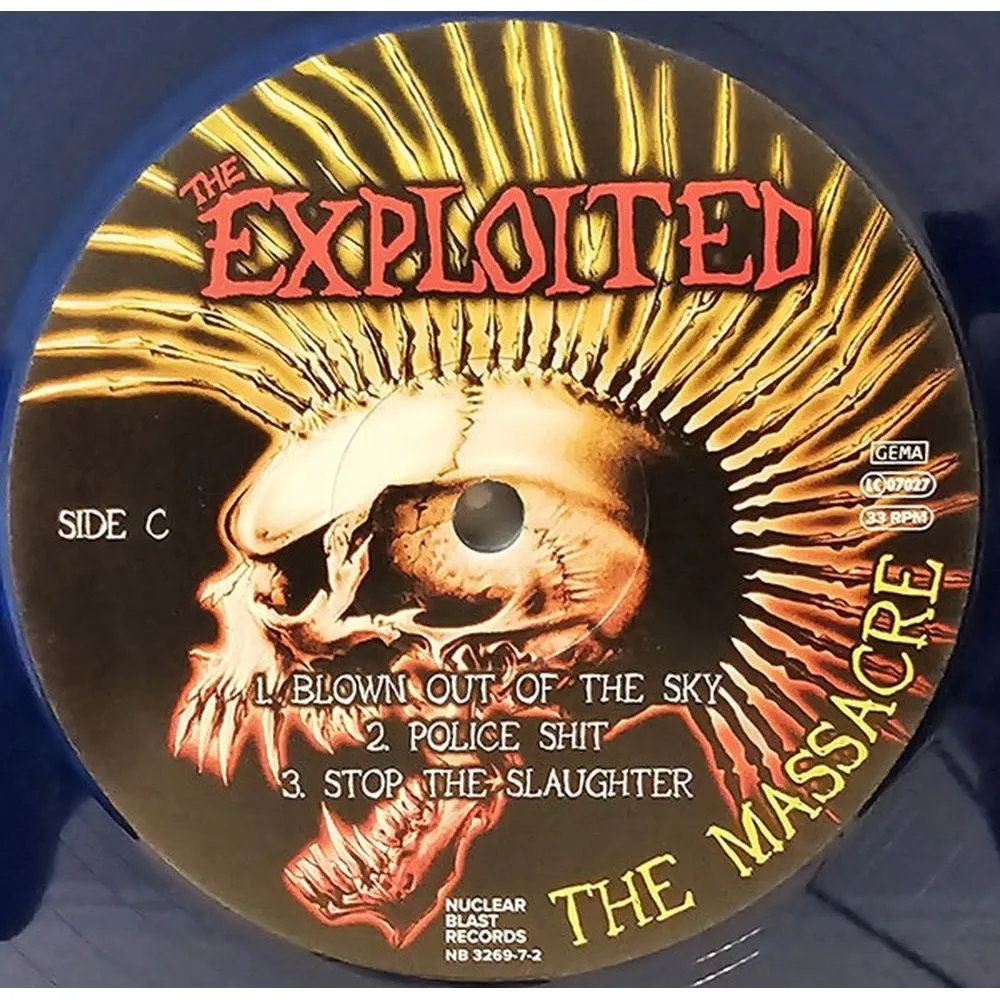 THE
EXPLOITED
GEMA
LC 07027
33 RPM
SIDE C
1. BLOWN OUT OF THE SKY
2. POLICE SHIT
3. STOP THE SLAUGHTER
THE MASSACRE
NUCLEAR
BLAST
RECORDS
NB 3269-7-2